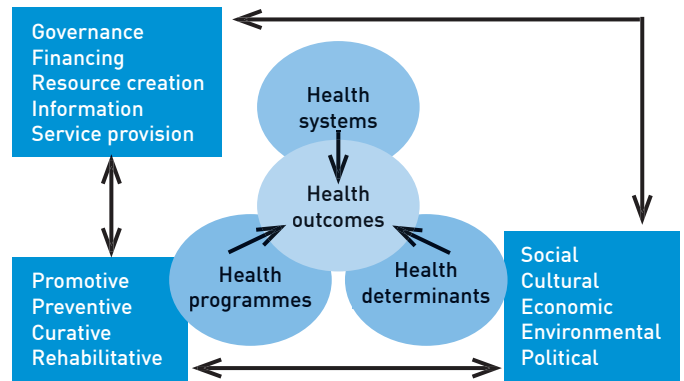 Governance
Financing
Resource creation
Information
Service provision
Health
systems
Health
outcomes
Health
programmes
Health
determinants
Promotive
Preventive
Curative
Rehabilitative
Social
Cultural
Economic
Environmental
Political